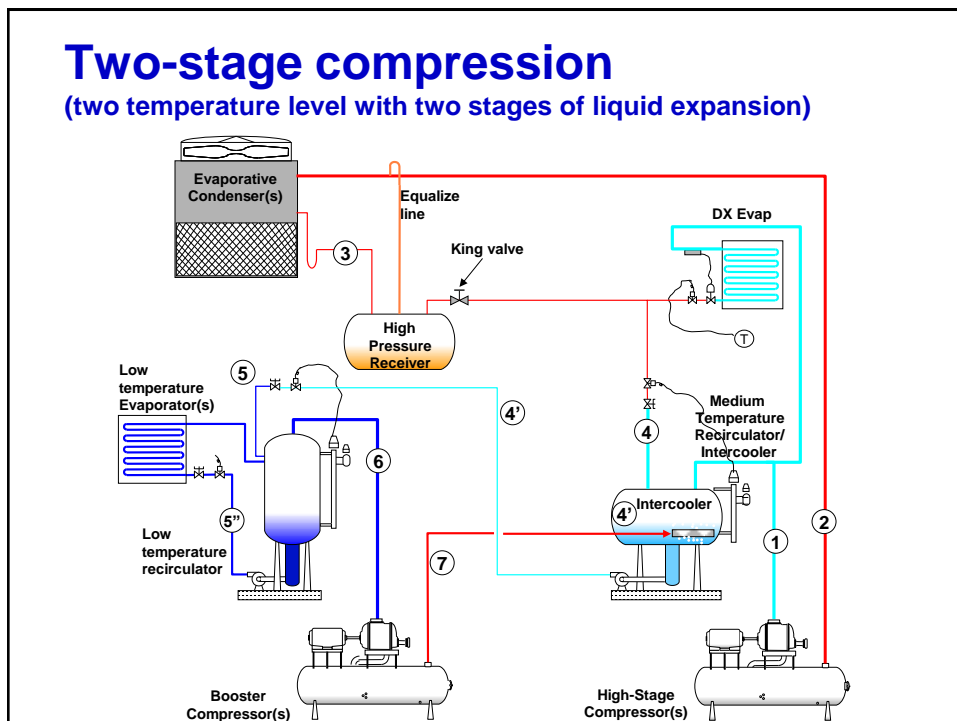 Two-stage compression
(two temperature level with two stages of liquid expansion)
Evaporative
Condenser(s)
Equalize
line
DX Evap
3
King valve
High
Pressure
Receiver
T
Low
temperature
Evaporator(s)
5
4’
6
4
Medium
Temperature
Recirculator/
Intercooler
4’
Intercooler
5”
Low
temperature
recirculator
7
1
2
Booster
Compressor(s)
High-Stage
Compressor(s)